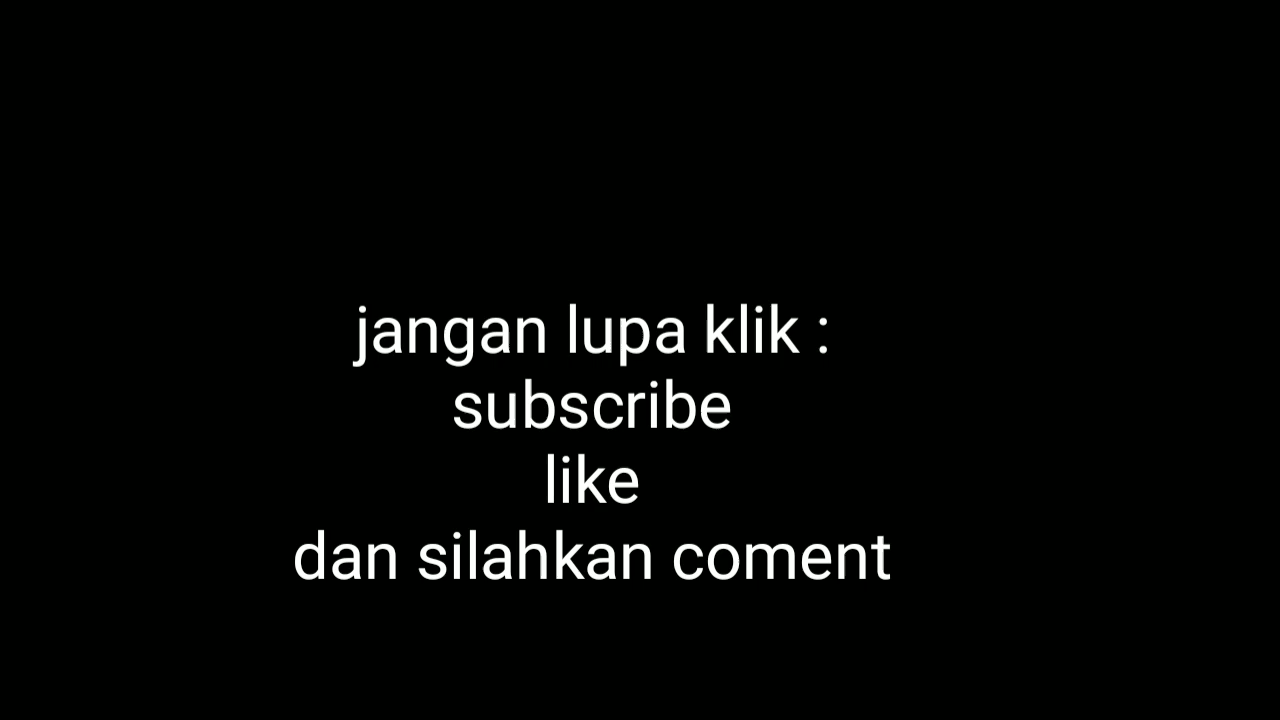 jangan lupa klik :
subscribe
like
dan silahkan coment